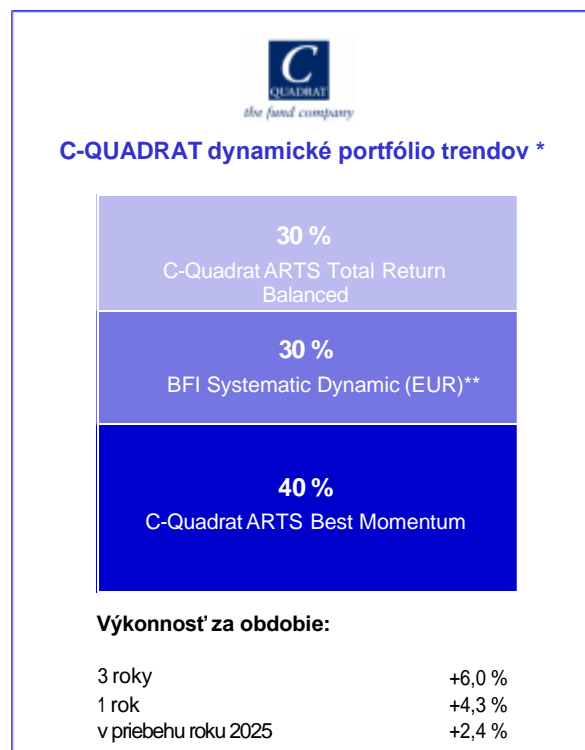 C
QUADRAT
the fund company
C-QUADRAT dynamické portfólio trendov *
30 %
C-Quadrat ARTS Total Return
Balanced
30 %
BFI Systematic Dynamic (EUR)**
40 %
C-Quadrat ARTS Best Momentum
Výkonnosť za obdobie:
3 roky +6,0 %
1 rok +4,3 %
v priebehu roku 2025 +2,4 %